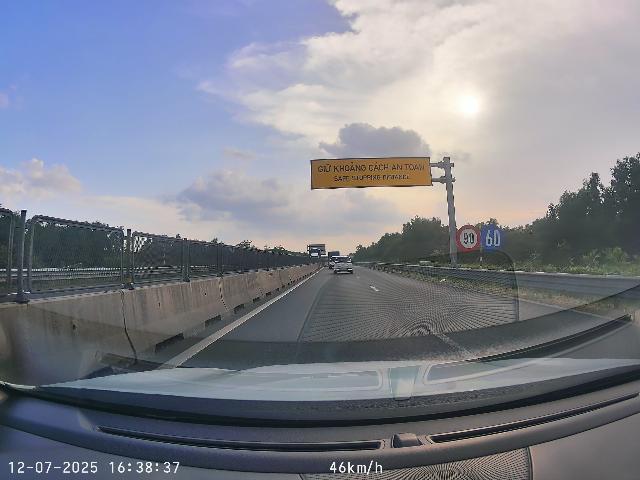 GIỮ KHOẢNG CÁCH AN TOÀN
SAFE STOPPING DISTANCE
90
60
12-07-2025 16:38:37
46km/h